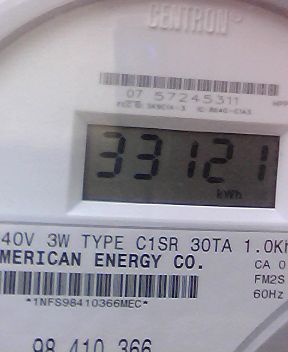 CENTRON
07 57245311
33121
kWh
40V 3W TYPE C1SR 30TA 1.0Kh
MERICAN ENERGY CO.
CA 0
FM2S
60Hz
*1NFS98410366MEC*
98 410 366